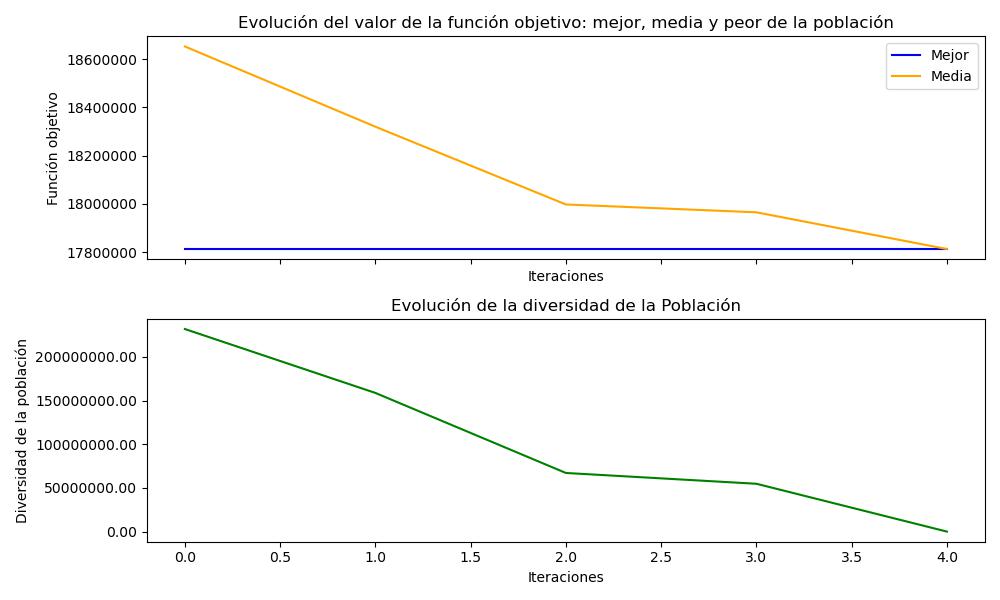 Evolución del valor de la función objetivo: mejor, media y peor de la población
Función objetivo
18600000
18400000
18200000
18000000
17800000
Mejor
Media
Iteraciones
Evolución de la diversidad de la Población
Diversidad de la población
200000000.00
150000000.00
100000000.00
50000000.00
0.00
0.0 0.5 1.0 1.5 2.0 2.5 3.0 3.5 4.0
Iteraciones